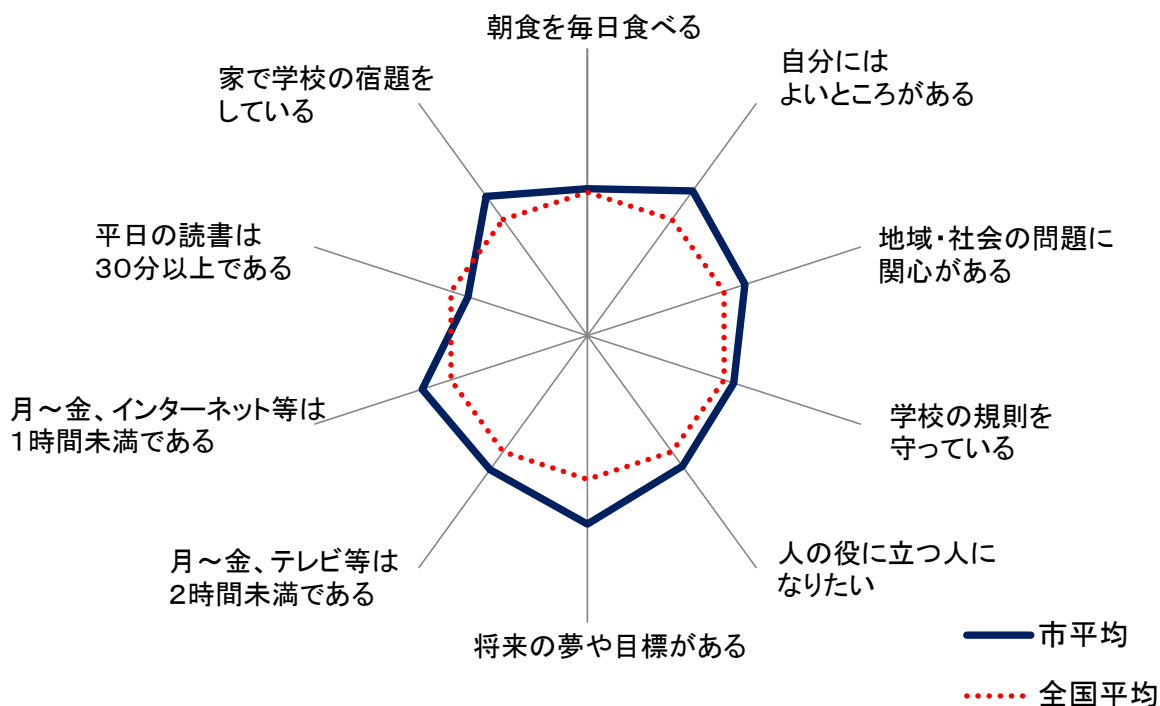 朝食を毎日食べる
自分には
よいところがある
地域・社会の問題に
関心がある
学校の規則を
守っている
人の役に立つ人に
なりたい
将来の夢や目標がある
月～金、テレビ等は
２時間未満である
月～金、インターネット等は
１時間未満である
平日の読書は
３０分以上である
家で学校の宿題を
している
市平均
全国平均